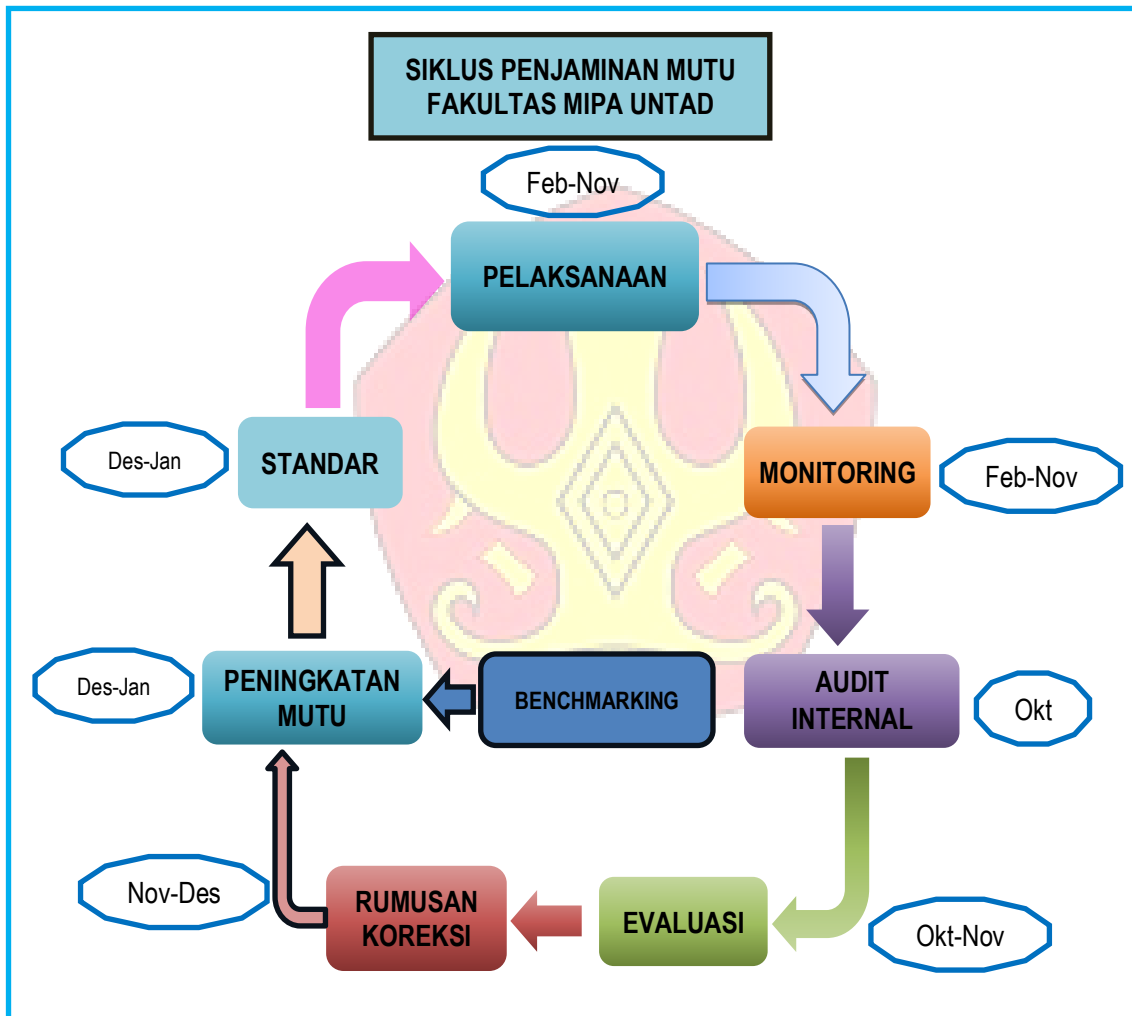 SIKLUS PENJAMINAN MUTU
FAKULTAS MIPA UNTAD
Feb-Nov
PELAKSANAAN
Des-Jan
STANDAR
MONITORING
Feb-Nov
Des-Jan
PENINGKATAN
MUTU
BENCHMARKING
AUDIT
INTERNAL
Okt
Nov-Des
RUMUSAN
KOREKSI
EVALUASI
Okt-Nov